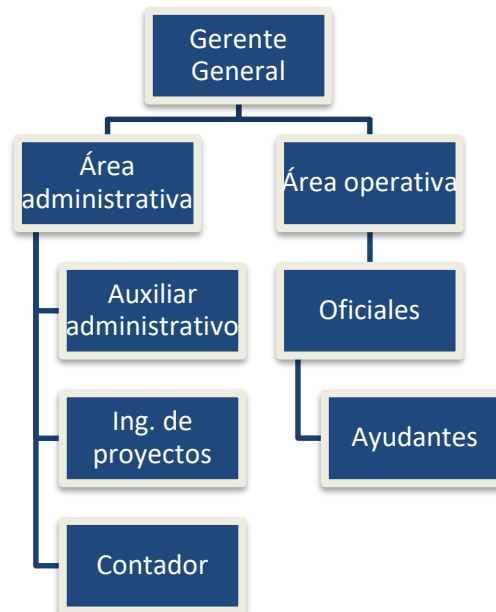 Gerente
General
Área
administrativa
Área operativa
Auxiliar
administrativo
Oficiales
Ing. de
proyectos
Ayudantes
Contador